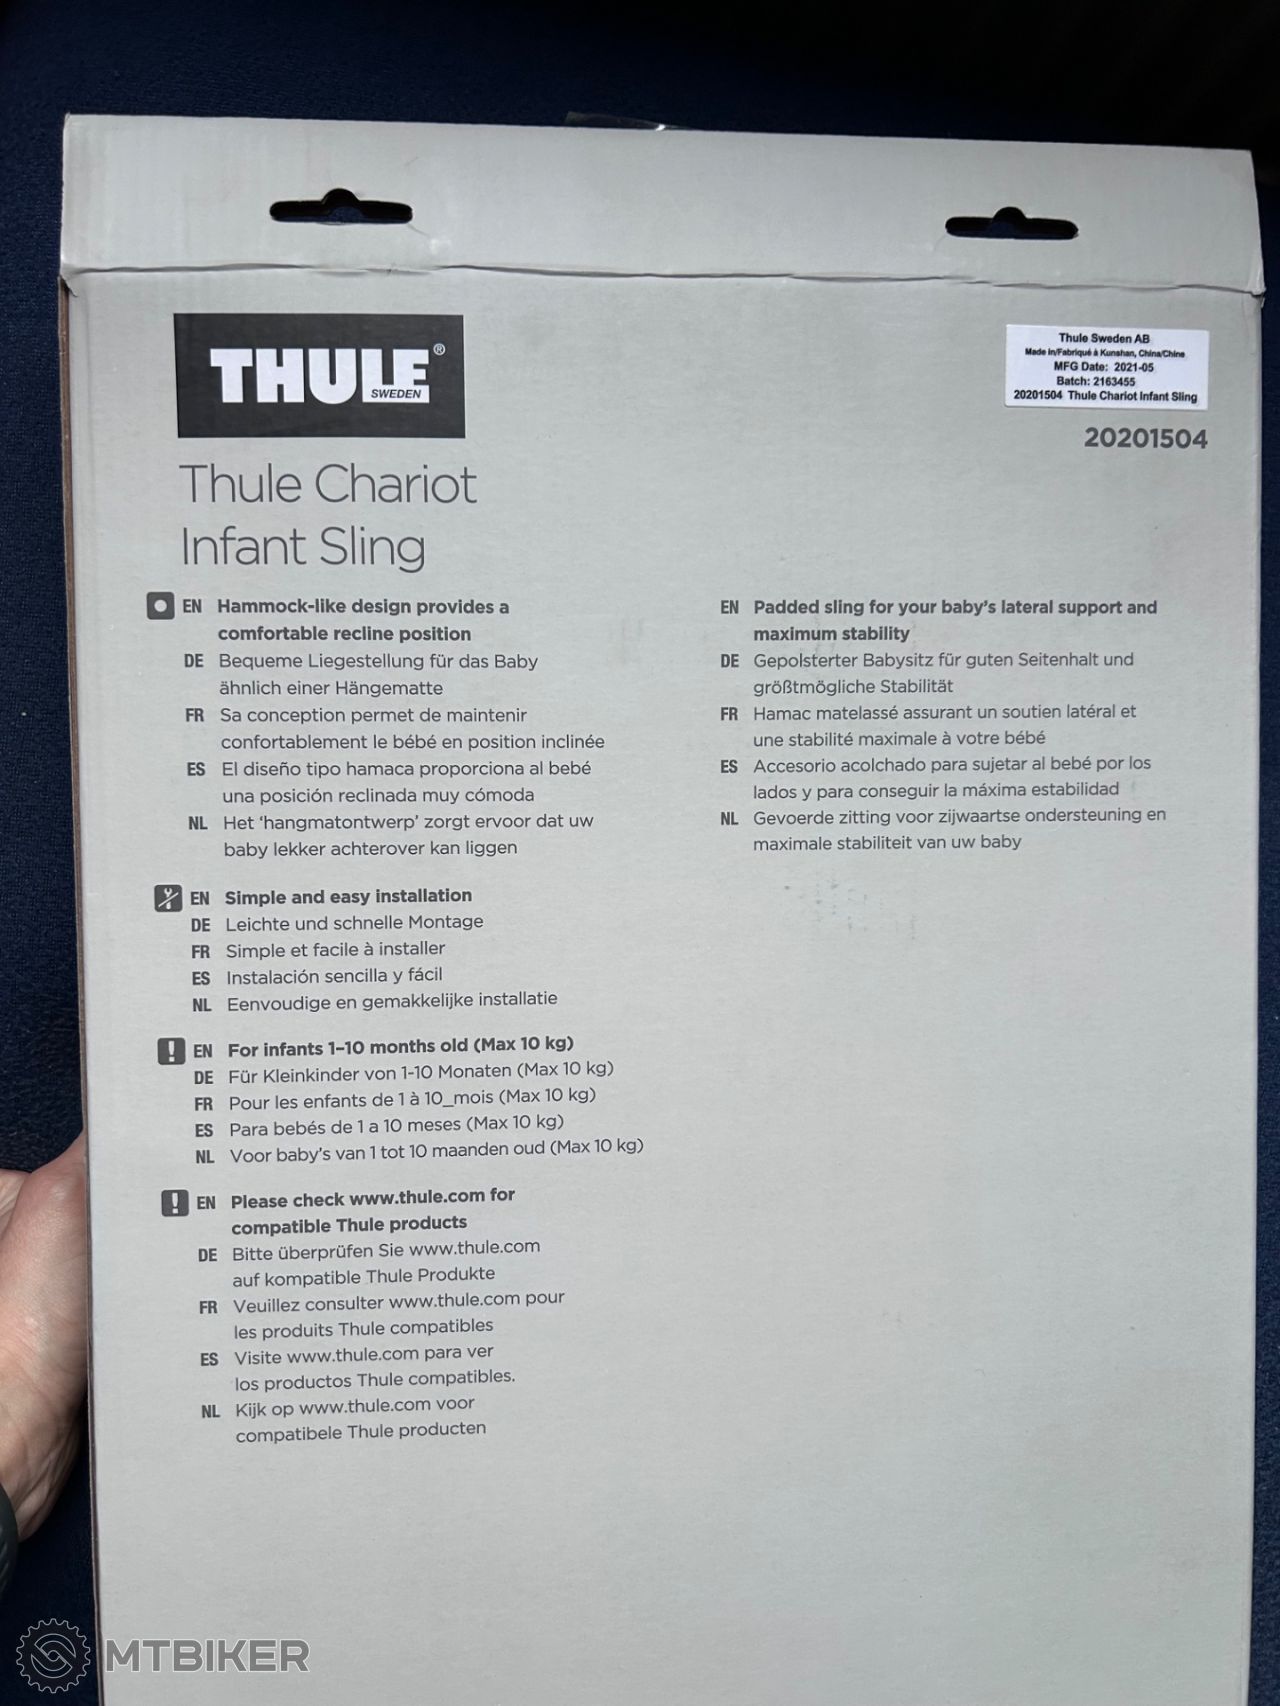 THULE®
SWEDEN
Thule Sweden AB
Made in/Fabriqué à Kunshan, China/Chine
MFG Date: 2021-05
Batch: 2163455
20201504 Thule Chariot Infant Sling
20201504
Thule Chariot
Infant Sling
EN Hammock-like design provides a
comfortable recline position
DE Bequeme Liegestellung für das Baby
ähnlich einer Hängematte
FR Sa conception permet de maintenir
confortablement le bébé en position inclinée
ES El diseño tipo hamaca proporciona al bebé
una posición reclinada muy cómoda
NL Het ‘hangmatontwerp’ zorgt ervoor dat uw
baby lekker achterover kan liggen
EN Padded sling for your baby’s lateral support and
maximum stability
DE Gepolsterter Babysitz für guten Seitenhalt und
größtmögliche Stabilität
FR Hamac matelassé assurant un soutien latéral et
une stabilité maximale à votre bébé
ES Accesorio acolchado para sujetar al bebé por los
lados y para conseguir la máxima estabilidad
NL Gevoerde zitting voor zijwaartse ondersteuning en
maximale stabiliteit van uw baby
EN Simple and easy installation
DE Leichte und schnelle Montage
FR Simple et facile à installer
ES Instalación sencilla y fácil
NL Eenvoudige en gemakkelijke installatie
EN For infants 1–10 months old (Max 10 kg)
DE Für Kleinkinder von 1-10 Monaten (Max 10 kg)
FR Pour les enfants de 1 à 10_mois (Max 10 kg)
ES Para bebés de 1 a 10 meses (Max 10 kg)
NL Voor baby’s van 1 tot 10 maanden oud (Max 10 kg)
EN Please check www.thule.com for
compatible Thule products
DE Bitte überprüfen Sie www.thule.com
auf kompatible Thule Produkte
FR Veuillez consulter www.thule.com pour
les produits Thule compatibles
ES Visite www.thule.com para ver
los productos Thule compatibles.
NL Kijk op www.thule.com voor
compatibele Thule producten
MTBIKER